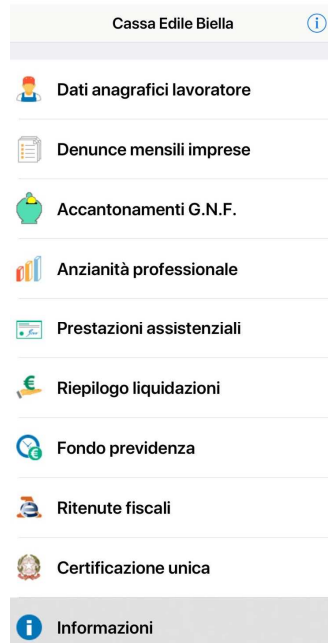 Cassa Edile Biella
Dati anagrafici lavoratore
Denunce mensili imprese
Accantonamenti G.N.F.
Anzianità professionale
Prestazioni assistenziali
Riepilogo liquidazioni
Fondo previdenza
Ritenute fiscali
Certificazione unica
Informazioni